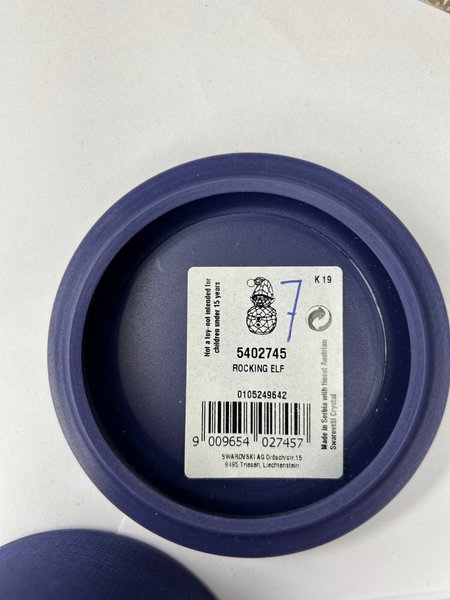 K 19
7
Not a toy-not intended for
children under 15 years
5402745
ROCKING ELF
0105249642
9 009654 027457
SWAROVSKI AG Dröschistr.15
9495 Triesen, Liechtenstein
Made in Serbia with finest Austrian
Swarovski Crystal